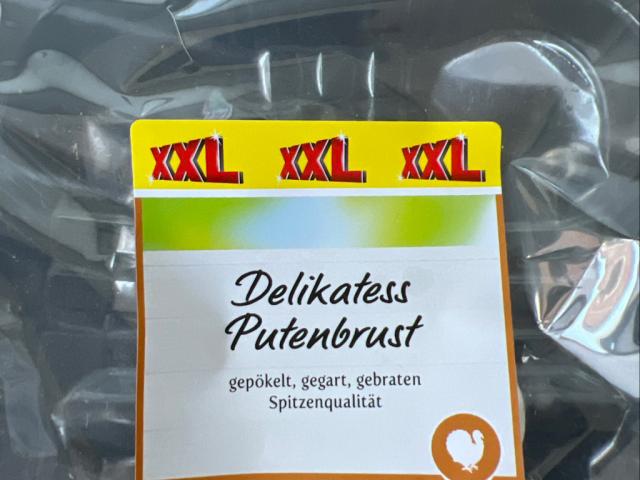 XXL XXL XXL
Delikatess
Putenbrust
gepökelt, gegart, gebraten
Spitzenqualität